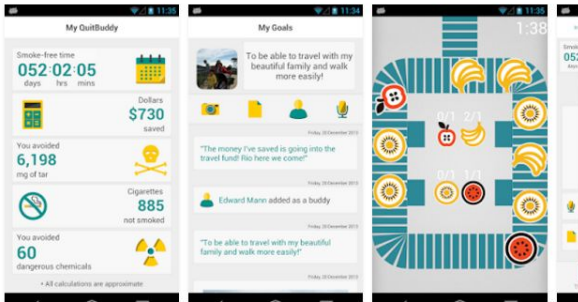 11:35
My QuitBuddy
Smoke-free time
052:02:05
days hrs mins
Dollars
$730
saved
You avoided
6,198
mg of tar
Cigarettes
885
not smoked
You avoided
60
dangerous chemicals
• All calculations are approximate
11:34
My Goals
To be able to travel with my
beautiful family and walk
more easily!
Friday, 20 December 2013
"The money I've saved is going into the
travel fund! Rio here we come!"
Friday, 20 December 2013
Edward Mann added as a buddy
Friday, 20 December 2013
"To be able to travel with my beautiful
family and walk more easily!"
Friday, 20 December 2013
11:35
1:38
0/1 2/1
0/1 1/1